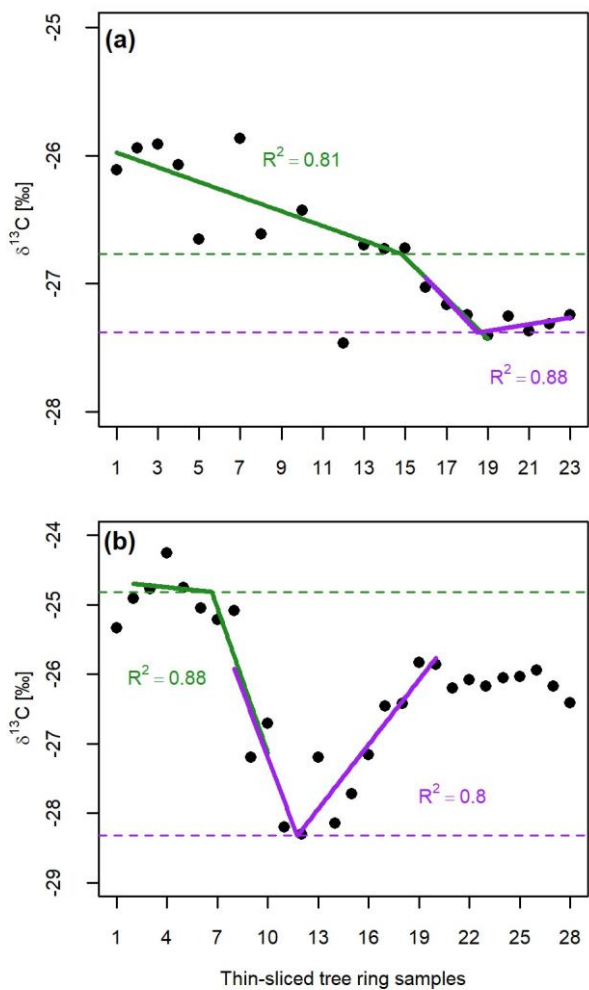 (a)
-25
-26
-27
-28
δ¹³C [‰]
R² = 0.81
R² = 0.88
1 3 5 7 9 11 13 15 17 19 21 23
(b)
-24
-25
-26
-27
-28
-29
δ¹³C [‰]
R² = 0.88
R² = 0.8
1 4 7 10 13 16 19 22 25 28
Thin-sliced tree ring samples